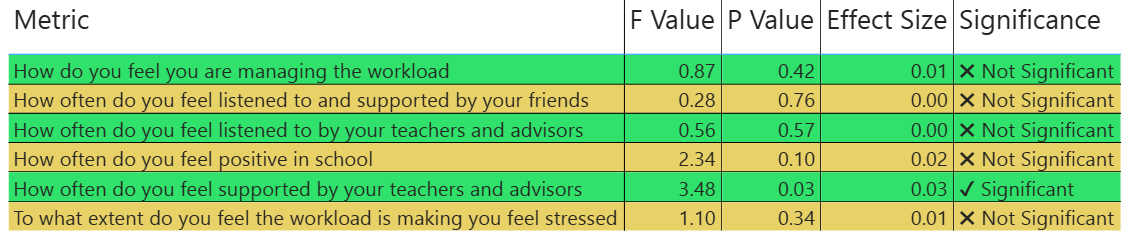 Metric F Value P Value Effect Size Significance
How do you feel you are managing the workload 0.87 0.42 0.01 ✕ Not Significant
How often do you feel listened to and supported by your friends 0.28 0.76 0.00 ✕ Not Significant
How often do you feel listened to by your teachers and advisors 0.56 0.57 0.00 ✕ Not Significant
How often do you feel positive in school 2.34 0.10 0.02 ✕ Not Significant
How often do you feel supported by your teachers and advisors 3.48 0.03 0.03 ✓ Significant
To what extent do you feel the workload is making you feel stressed 1.10 0.34 0.01 ✕ Not Significant